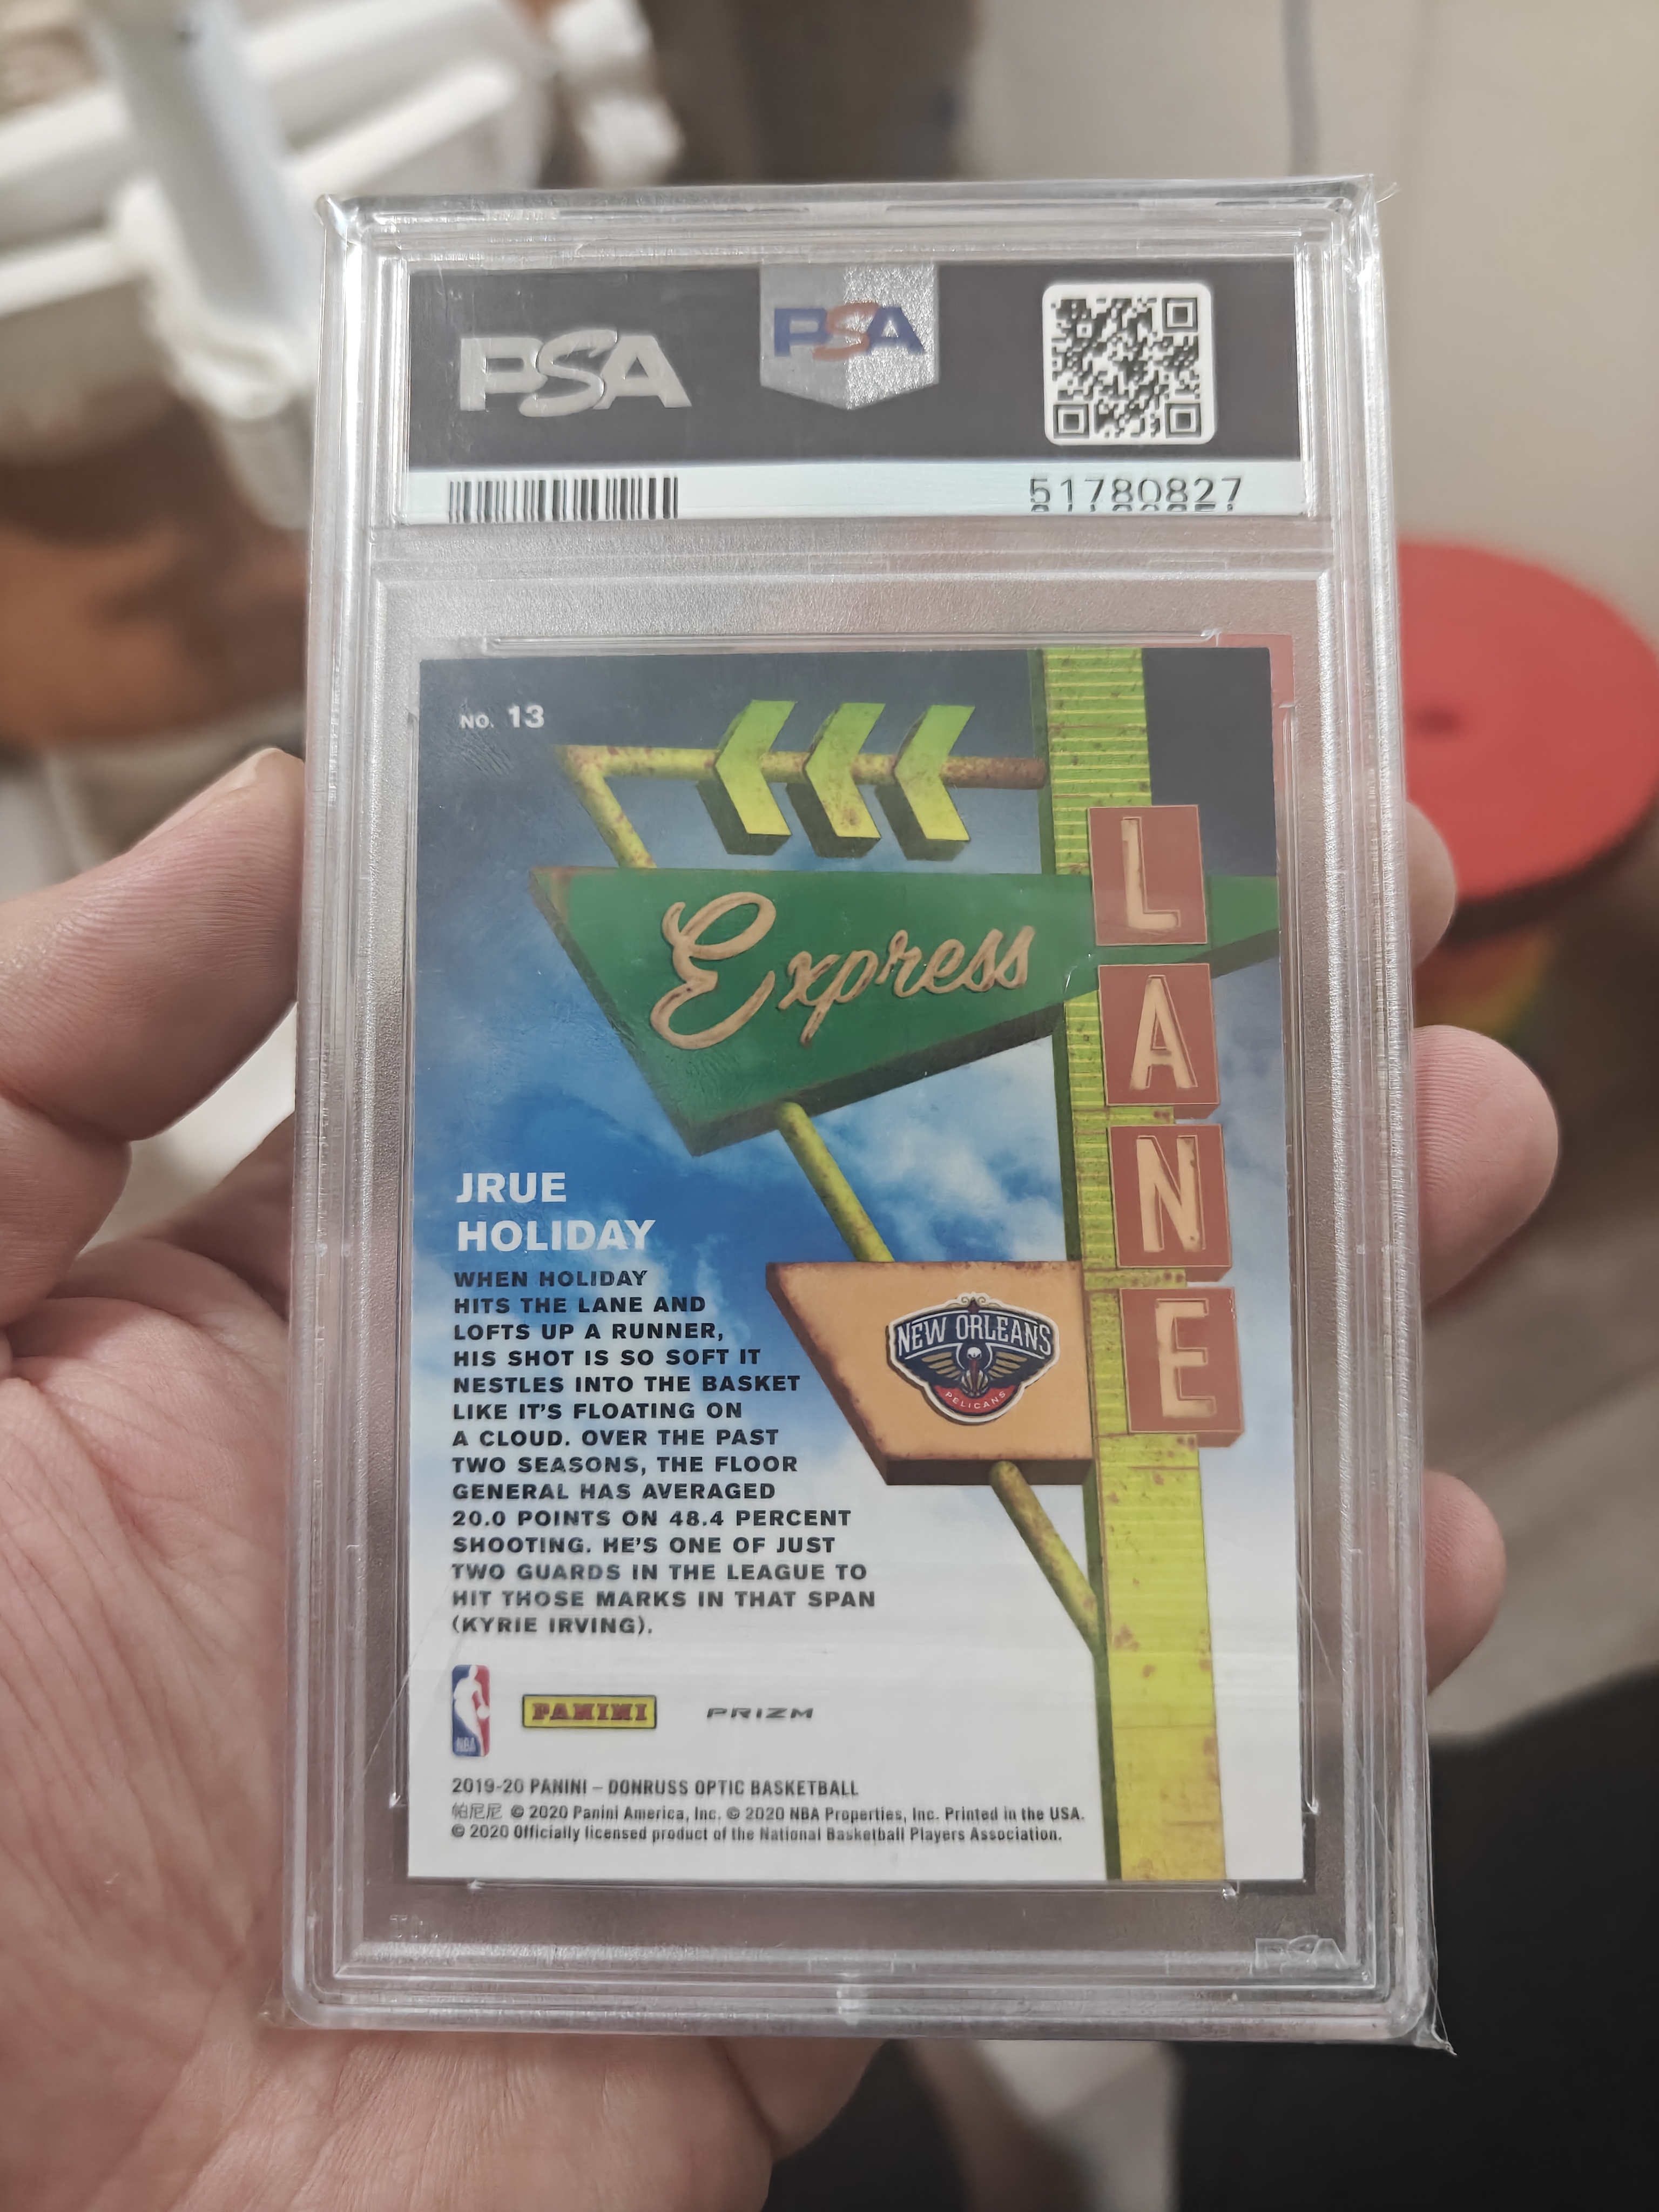 PSA
PSA
51780827
NO. 13
Express
LANE
JRUE
HOLIDAY
WHEN HOLIDAY
HITS THE LANE AND
LOFTS UP A RUNNER,
HIS SHOT IS SO SOFT IT
NESTLES INTO THE BASKET
LIKE IT'S FLOATING ON
A CLOUD. OVER THE PAST
TWO SEASONS, THE FLOOR
GENERAL HAS AVERAGED
20.0 POINTS ON 48.4 PERCENT
SHOOTING. HE'S ONE OF JUST
TWO GUARDS IN THE LEAGUE TO
HIT THOSE MARKS IN THAT SPAN
(KYRIE IRVING).
NEW ORLEANS
PELICANS
NBA
PANINI
PRIZM
2019-20 PANINI – DONRUSS OPTIC BASKETBALL
帕尼尼 © 2020 Panini America, Inc. © 2020 NBA Properties, Inc. Printed in the USA.
© 2020 Officially licensed product of the National Basketball Players Association.
PSA